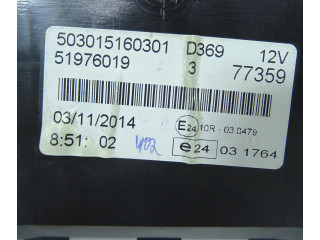 503015160301 D369 12V
51976019 3 77359
03/11/2014 E24 10R - 03 0479
8:51: 02 402 e24 03 1764